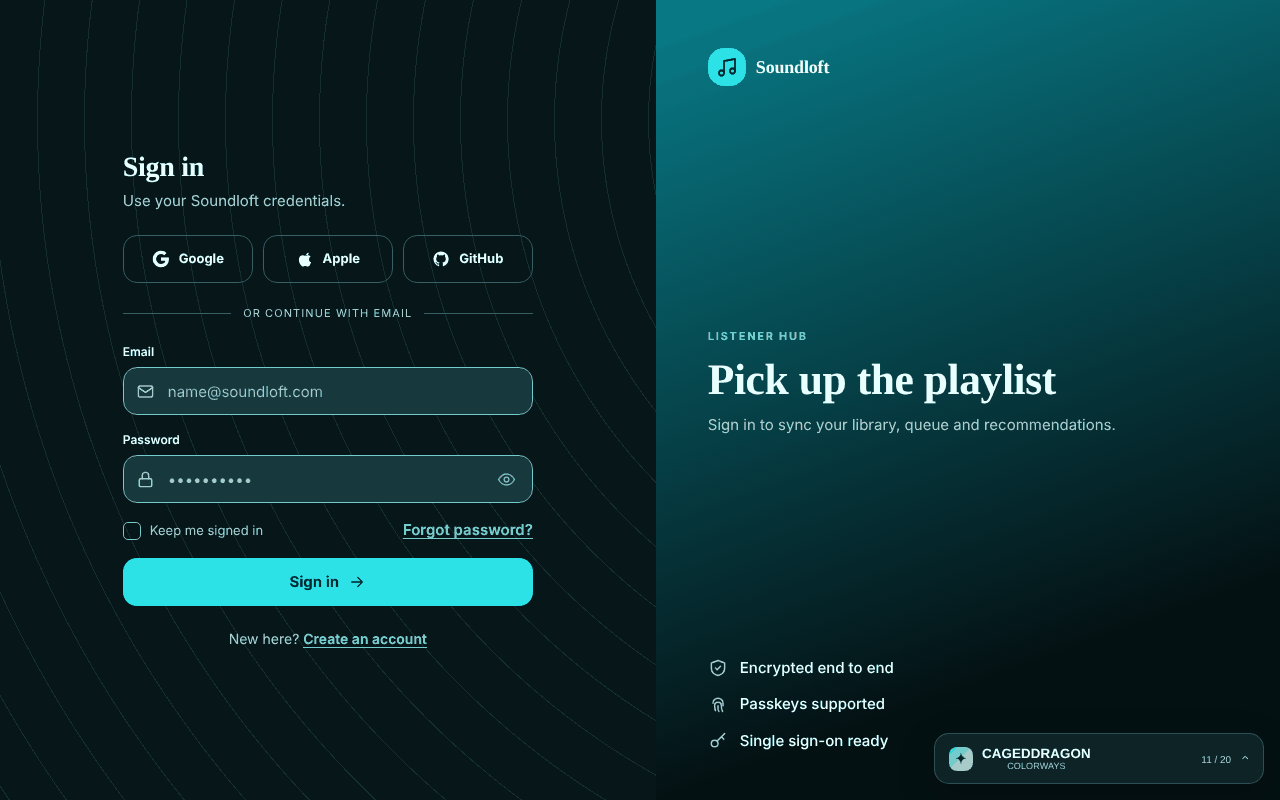 Sign in
Use your Soundloft credentials.
Google
Apple
GitHub
OR CONTINUE WITH EMAIL
Email
name@soundloft.com
Password
••••••••••
Keep me signed in
Forgot password?
Sign in
New here? Create an account
Soundloft
LISTENER HUB
Pick up the playlist
Sign in to sync your library, queue and recommendations.
Encrypted end to end
Passkeys supported
Single sign-on ready
CAGEDDRAGON
COLORWAYS
11 / 20